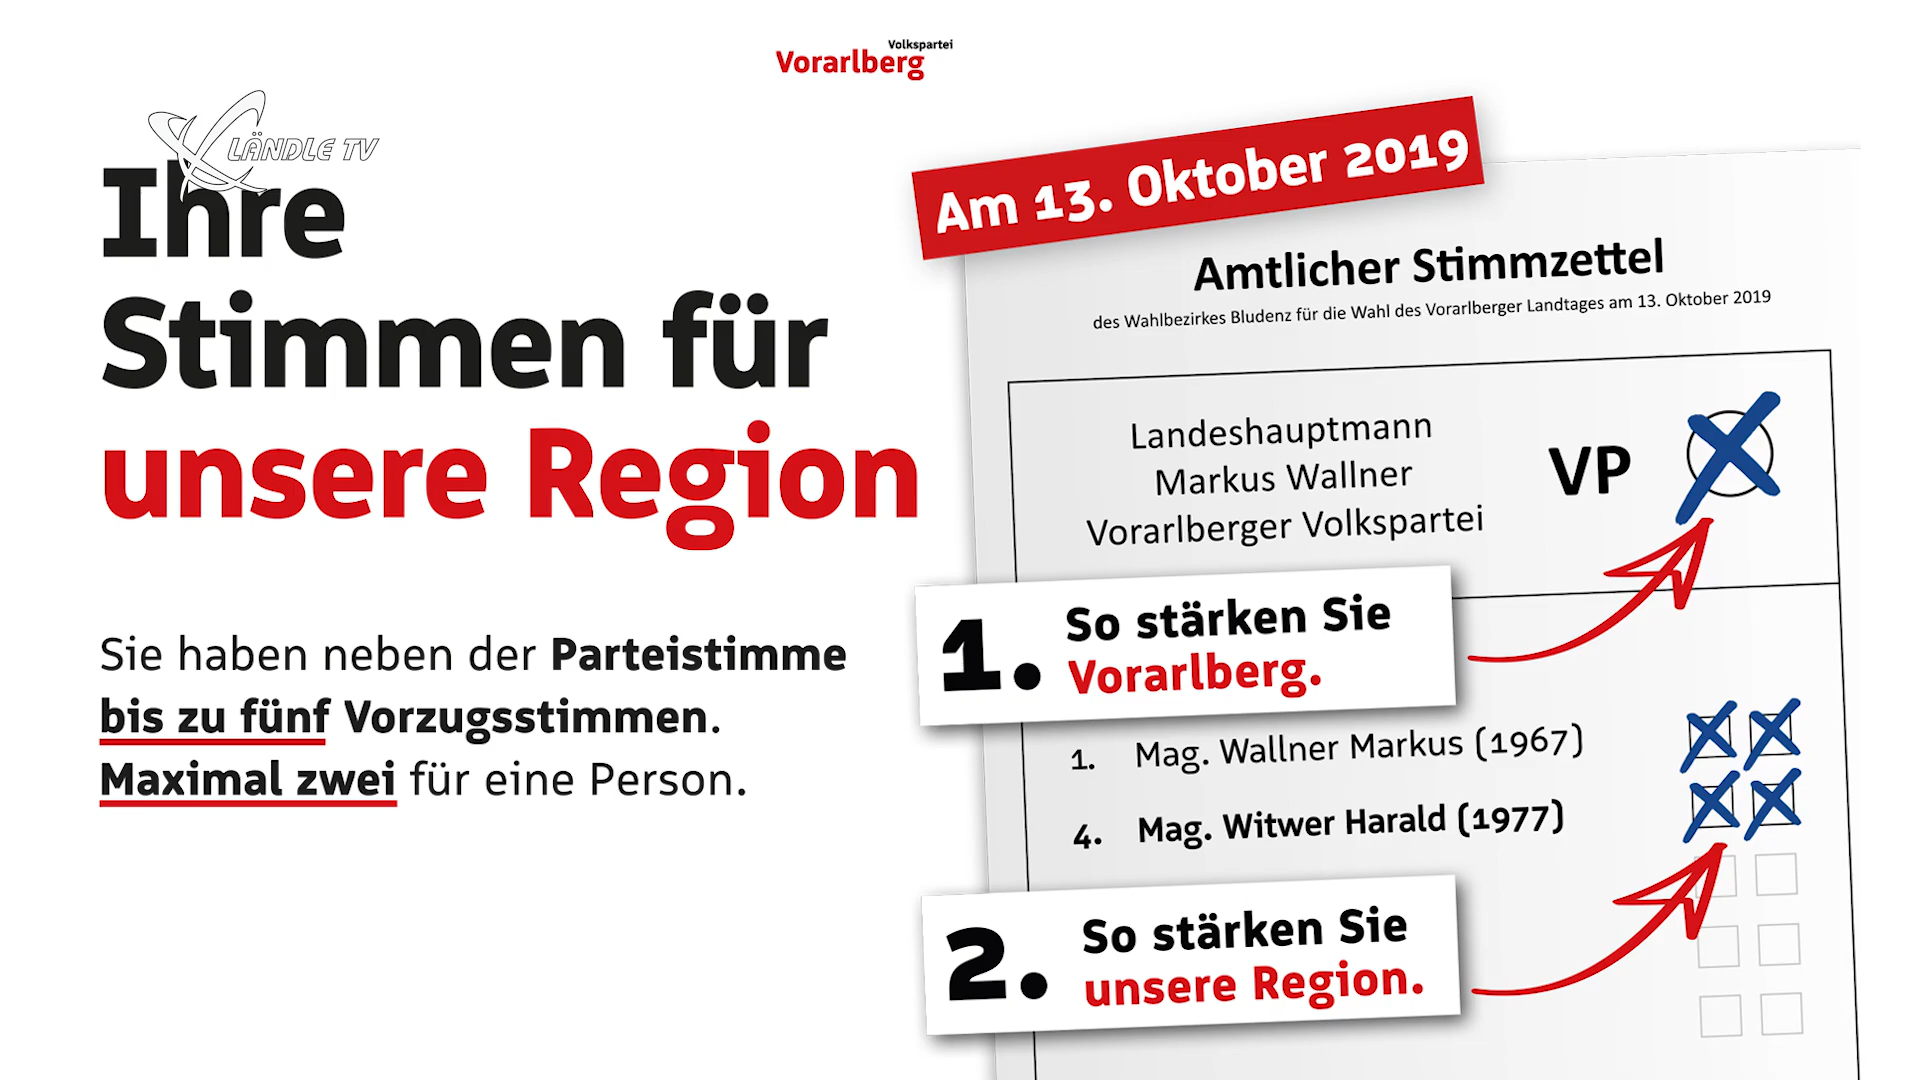 Volkspartei
Vorarlberg
LÄNDLE TV
Ihre
Stimmen für
unsere Region
Sie haben neben der Parteistimme
bis zu fünf Vorzugsstimmen.
Maximal zwei für eine Person.
Am 13. Oktober 2019
Amtlicher Stimmzettel
des Wahlbezirkes Bludenz für die Wahl des Vorarlberger Landtages am 13. Oktober 2019
Landeshauptmann
Markus Wallner
Vorarlberger Volkspartei
VP
1. So stärken Sie
Vorarlberg.
1. Mag. Wallner Markus (1967)
4. Mag. Witwer Harald (1977)
2. So stärken Sie
unsere Region.